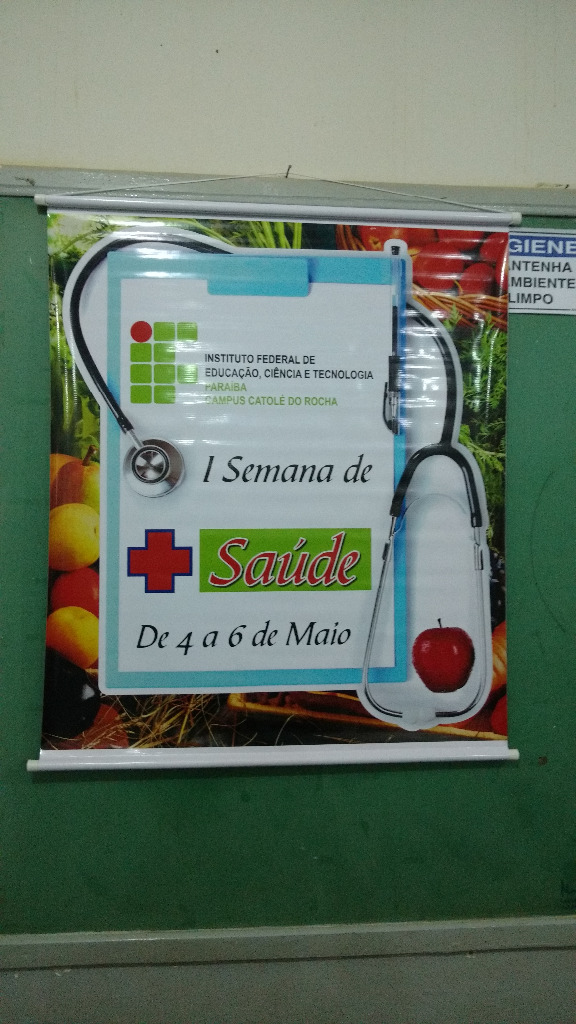 INSTITUTO FEDERAL DE
EDUCAÇÃO, CIÊNCIA E TECNOLOGIA
PARAÍBA
CAMPUS CATOLÉ DO ROCHA
I Semana de
Saúde
De 4 a 6 de Maio
GIENE
ANTENHA
MBIENTE
LIMPO